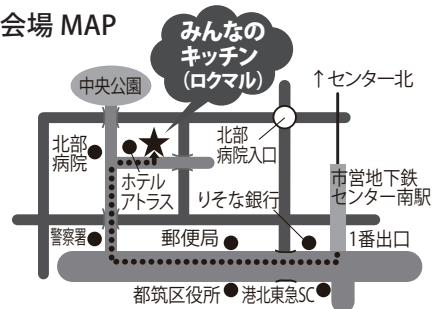 会場 MAP
みんなの
キッチン
（ロクマル）
↑センター北
中央公園
北部
病院
ホテル
アトラス
北部
病院入口
りそな銀行
市営地下鉄
センター南駅
警察署
郵便局
1番出口
都筑区役所
港北東急SC